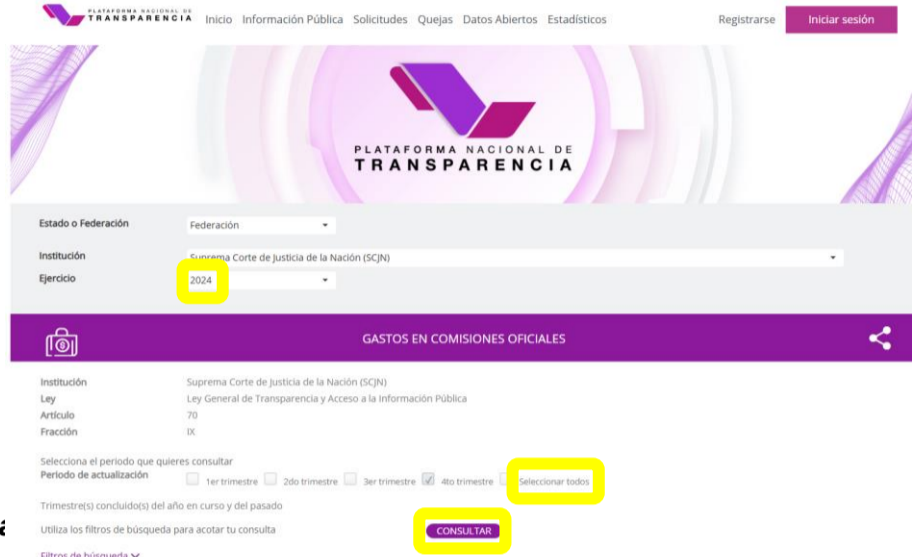 PLATAFORMA NACIONAL DE
TRANSPARENCIA Inicio Información Pública Solicitudes Quejas Datos Abiertos Estadísticos Registrarse Iniciar sesión
PLATAFORMA NACIONAL DE
TRANSPARENCIA
Estado o Federación Federación
Institución Suprema Corte de Justicia de la Nación (SCJN)
Ejercicio 2024
GASTOS EN COMISIONES OFICIALES
Institución Suprema Corte de Justicia de la Nación (SCJN)
Ley Ley General de Transparencia y Acceso a la Información Pública
Artículo 70
Fracción IX
Selecciona el periodo que quieres consultar
Periodo de actualización 1er trimestre 2do trimestre 3er trimestre 4to trimestre Seleccionar todos
Trimestre(s) concluido(s) del año en curso y del pasado
Utiliza los filtros de búsqueda para acotar tu consulta CONSULTAR
Filtros de búsqueda